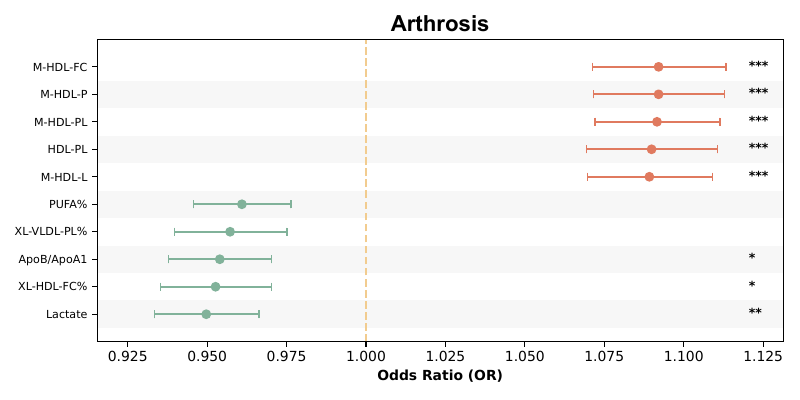 Arthrosis
M-HDL-FC ***
M-HDL-P ***
M-HDL-PL ***
HDL-PL ***
M-HDL-L ***
PUFA%
XL-VLDL-PL%
ApoB/ApoA1 *
XL-HDL-FC% *
Lactate **
0.925 0.950 0.975 1.000 1.025 1.050 1.075 1.100 1.125
Odds Ratio (OR)